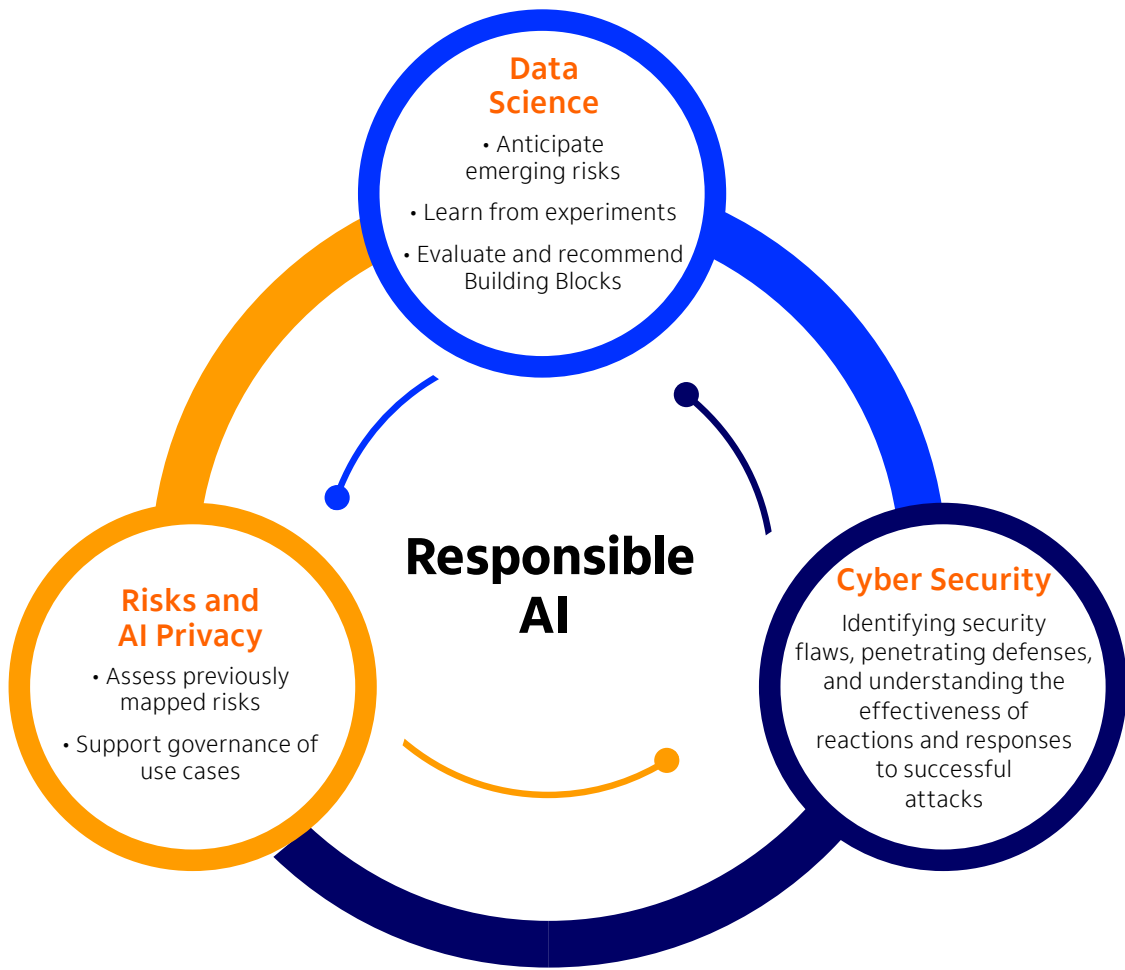 Data
Science
• Anticipate
emerging risks
• Learn from experiments
• Evaluate and recommend
Building Blocks
Responsible
AI
Risks and
AI Privacy
• Assess previously
mapped risks
• Support governance of
use cases
Cyber Security
Identifying security
flaws, penetrating defenses,
and understanding the
effectiveness of
reactions and responses
to successful
attacks